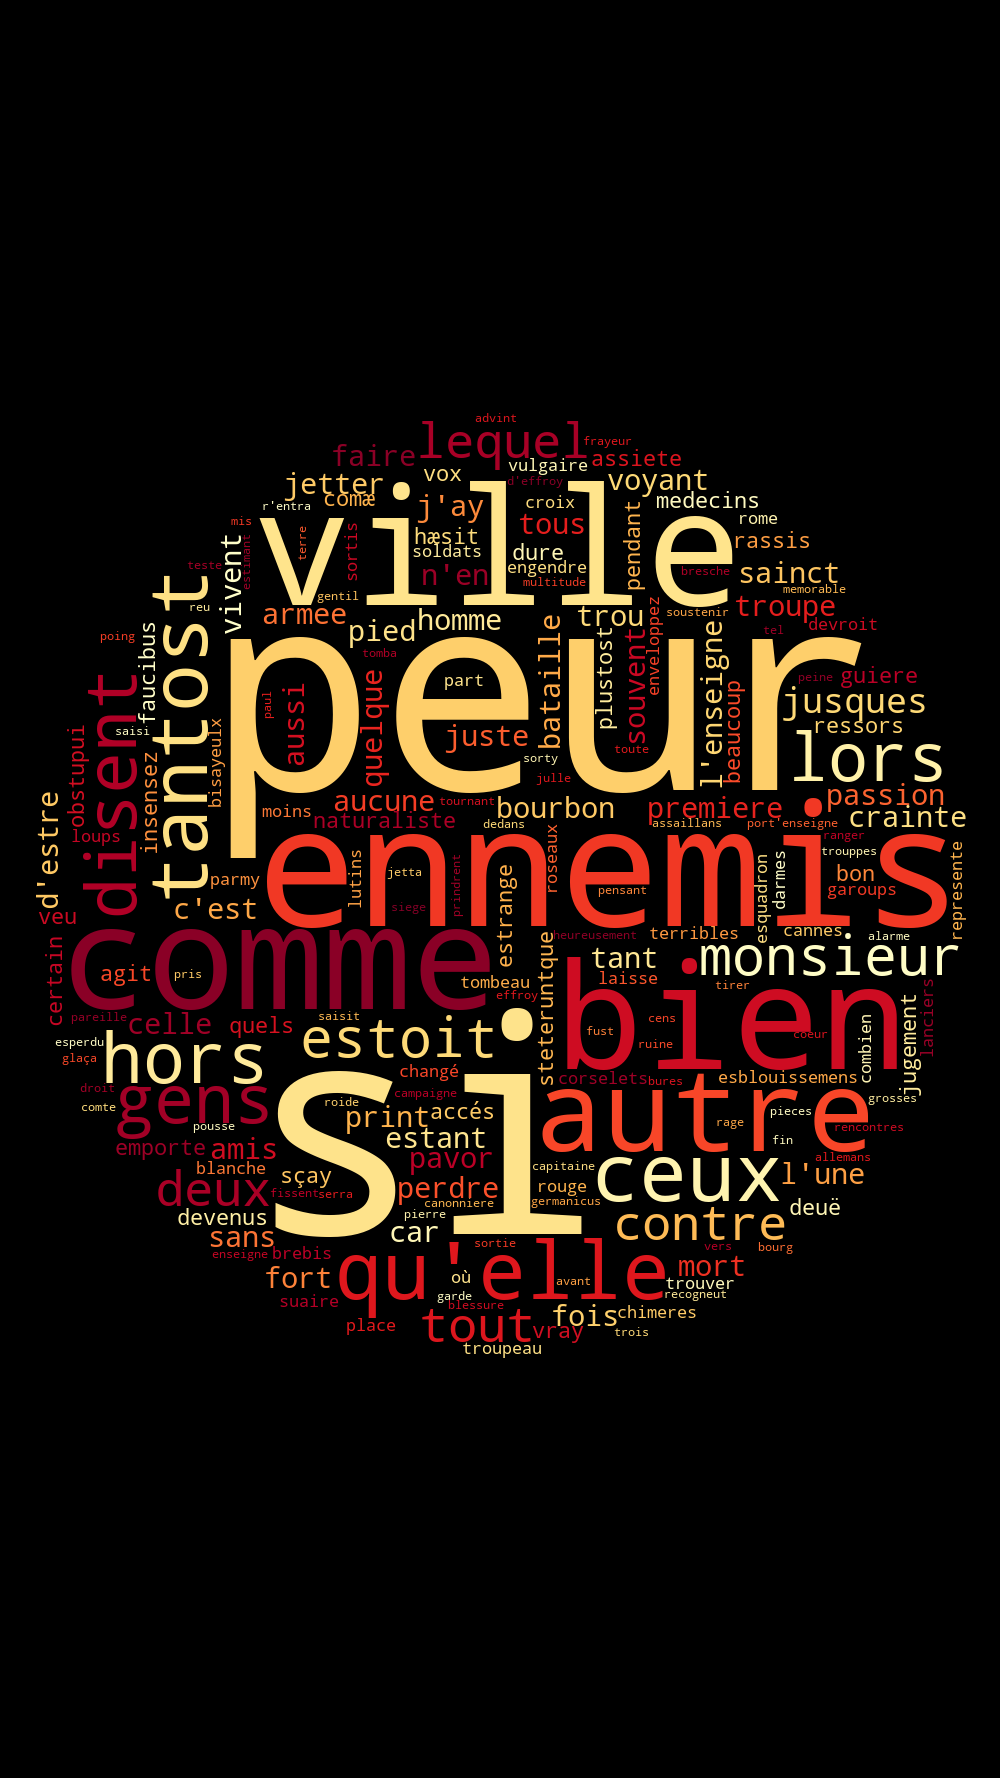 advint
lequel
frayeur
faire
assiete
vulgaire
vox
jetter
d'effroy
voyant
comæ
j'ay
croix
medecins
r'entra
ville
tous
rome
mis
hæsit
rassis
soldats
dure
n'en
engendre
multitude
bresche
sainct
memorable
teste
estimant
terre
sortis
pendant
vivent
gentil
reu
armee
homme
trou
soustenir
troupe
pied
devroit
tel
poing
tantost
faucibus
tomba
peur
bataille
plustost
souvent
enveloppez
l'enseigne
peine
guiere
part
disent
saisi
paul
aussi
quelque
beaucoup
jusques
ressors
juste
toute
obstupui
insensez
bisayeulx
sorty
lors
julle
d'estre
moins
aucune
tournant
bourbon
premiere
passion
naturaliste
dedans
assaillans
port'enseigne
crainte
loups
ranger
ennemis
lutins
roseaux
trouppes
parmy
jetta
prindrent
estrange
pensant
esquadron
darmes
bon
garoups
represente
veu
c'est
siege
comme
heureusement
terribles
cannes
alarme
certain
agit
pris
tombeau
effroy
steteruntque
tant
laisse
monsieur
tirer
bien
pareille
celle
quels
saisit
estoit
fust
cens
ruine
coeur
combien
jugement
lanciers
esperdu
hors
glaça
changé
corselets
bures
esblouissemens
droit
campaigne
grosses
comte
gens
si
roide
print
accés
autre
rage
pieces
pousse
rencontres
emporte
amis
estant
fin
pavor
allemans
blanche
capitaine
ceux
l'une
deux
sçay
fissent
serra
perdre
rouge
canonniere
germanicus
devenus
pierre
contre
deuë
sans
car
enseigne
brebis
sortie
vers
bourg
qu'elle
fort
où
avant
mort
trouver
suaire
garde
recogneut
blessure
place
tout
vray
fois
chimeres
trois
troupeau